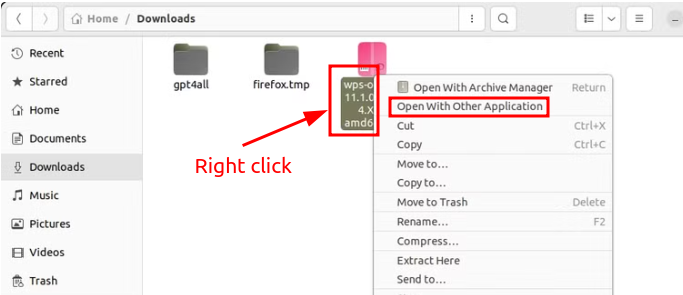 Home / Downloads
Recent
Starred
Home
Documents
Downloads
Music
Pictures
Videos
Trash
gpt4all
firefox.tmp
wps-o
11.1.0
4.X
amd6
Right click
Open With Archive Manager Return
Open With Other Application
Cut Ctrl+X
Copy Ctrl+C
Move to...
Copy to...
Move to Trash Delete
Rename... F2
Compress...
Extract Here
Send to...